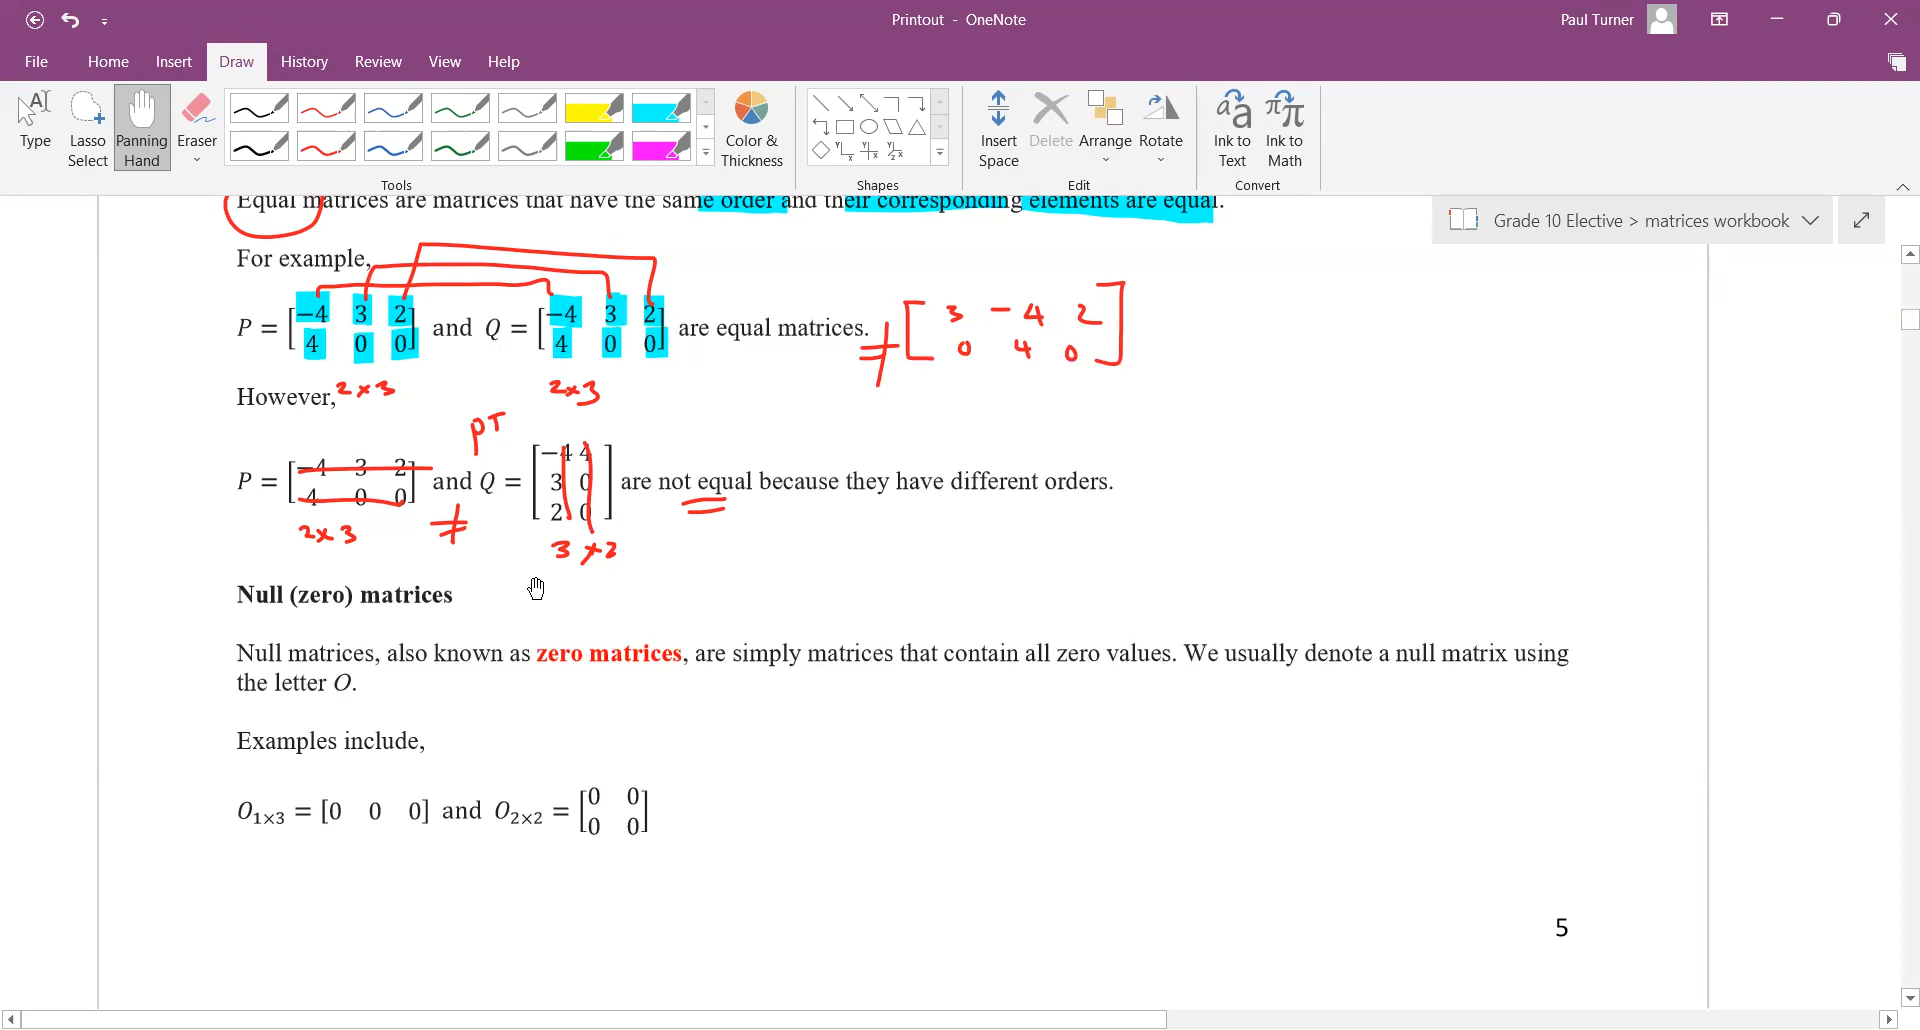 Printout - OneNote
Paul Turner
File Home Insert Draw History Review View Help
Type
Lasso Select
Panning Hand
Eraser
Color & Thickness
Insert Space
Delete
Arrange
Rotate
Ink to Text
Ink to Math
Tools
Shapes
Edit
Convert
Grade 10 Elective > matrices workbook
Equal matrices are matrices that have the same order and their corresponding elements are equal.
For example,
P = [−4 3 2; 4 0 0] and Q = [−4 3 2; 4 0 0] are equal matrices. ≠ [3 −4 2; 0 4 0]
2×3 2×3
However,
PT
P = [−4 3 2; 4 0 0] and Q = [−4 4; 3 0; 2 0] are not equal because they have different orders.
2×3 ≠ 3×2
Null (zero) matrices
Null matrices, also known as zero matrices, are simply matrices that contain all zero values. We usually denote a null matrix using
the letter O.
Examples include,
O1×3 = [0 0 0] and O2×2 = [0 0; 0 0]
5